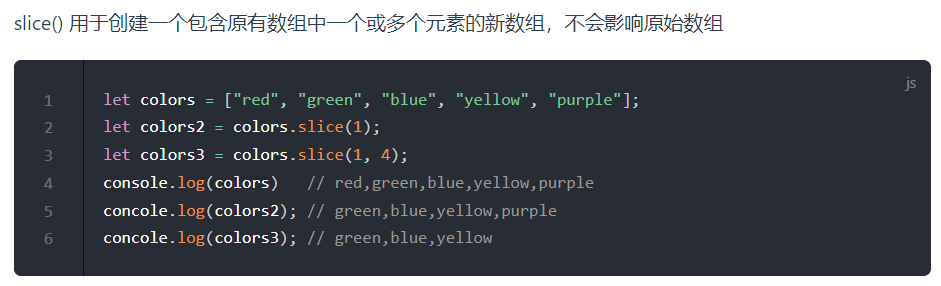 slice() 用于创建一个包含原有数组中一个或多个元素的新数组，不会影响原始数组
js
1 let colors = ["red", "green", "blue", "yellow", "purple"];
2 let colors2 = colors.slice(1);
3 let colors3 = colors.slice(1, 4);
4 console.log(colors)   // red,green,blue,yellow,purple
5 concole.log(colors2); // green,blue,yellow,purple
6 concole.log(colors3); // green,blue,yellow